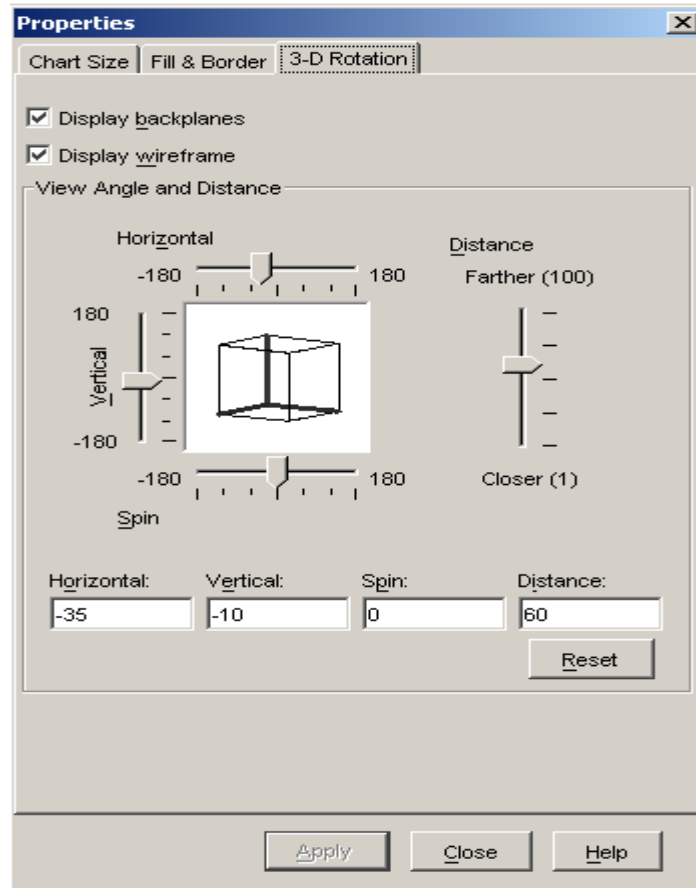 Properties
Chart Size Fill & Border 3-D Rotation
Display backplanes
Display wireframe
View Angle and Distance
Horizontal
-180 180
Distance
Farther (100)
180
Vertical
-180
-180 180
Closer (1)
Spin
Horizontal: Vertical: Spin: Distance:
-35 -10 0 60
Reset
Apply Close Help